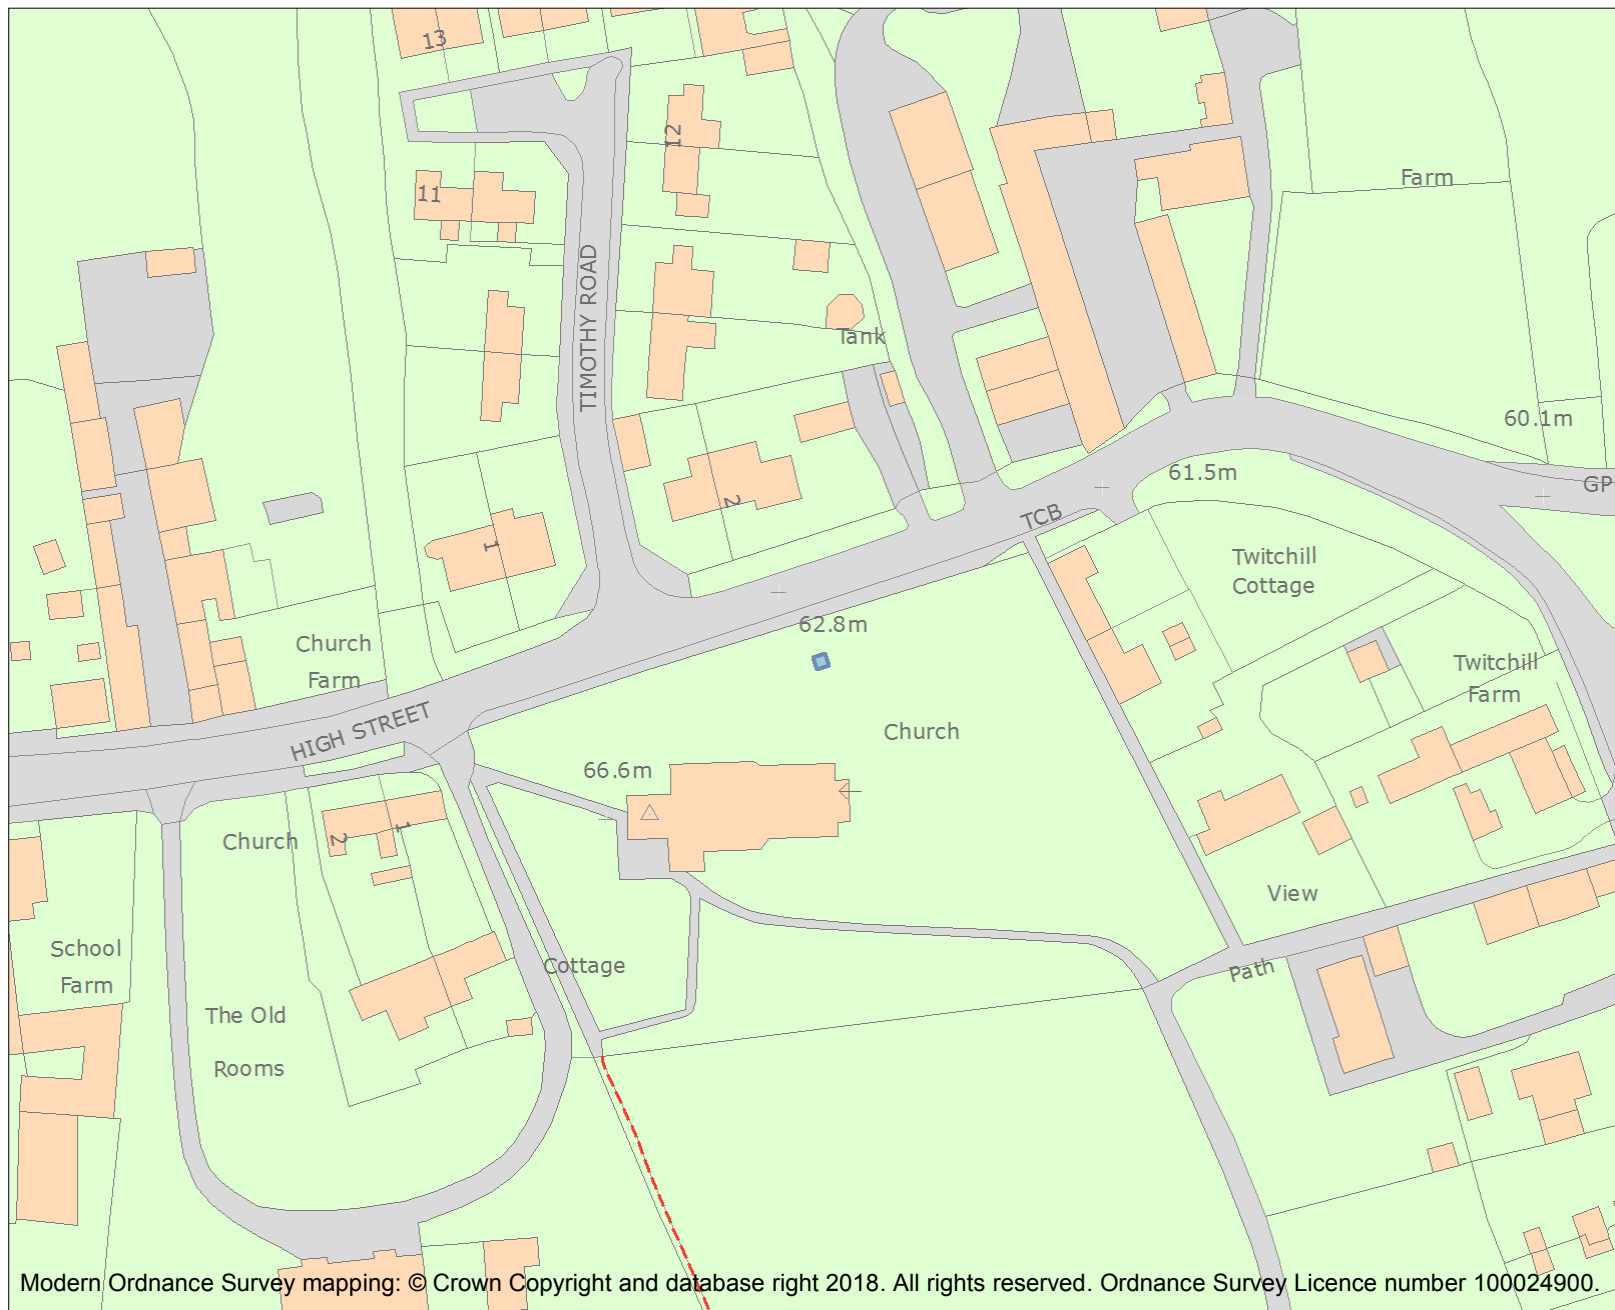 13
12
Farm
11
TIMOTHY ROAD
Tank
60.1m
61.5m
GP
2
TCB
1
Twitchill
Cottage
62.8m
Church
Farm
Twitchill
Farm
HIGH STREET
Church
66.6m
Church
2
1
View
School
Farm
Cottage
Path
The Old
Rooms
Modern Ordnance Survey mapping: © Crown Copyright and database right 2018. All rights reserved. Ordnance Survey Licence number 100024900.